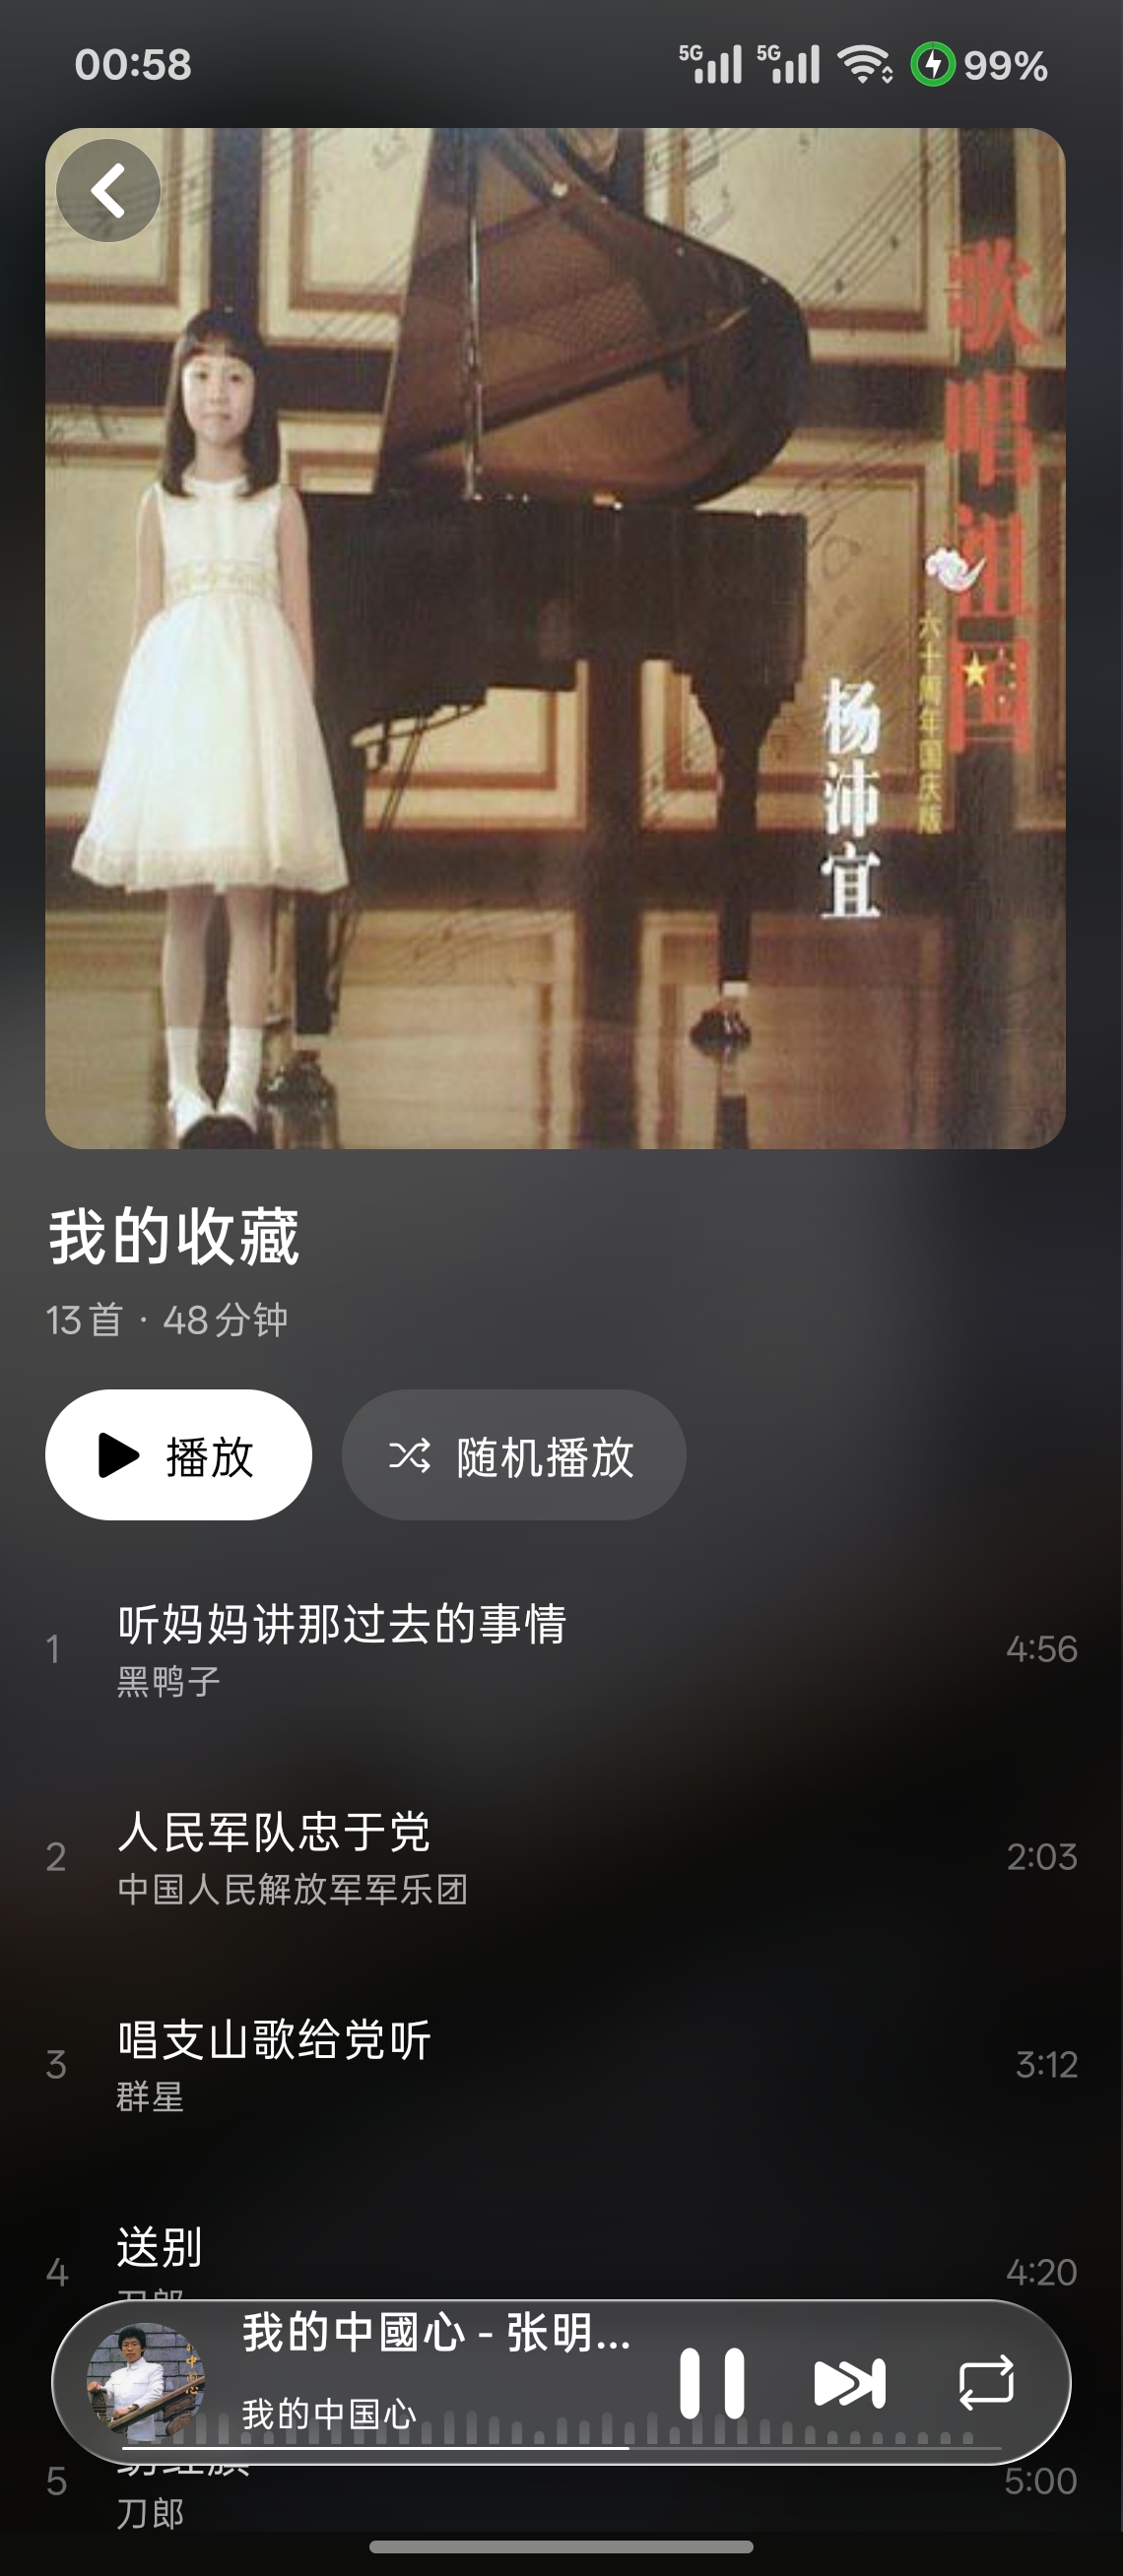 00:58
5G 5G 99%
歌唱祖国
六十周年国庆版
杨沛宜
我的收藏
13首 · 48分钟
播放
随机播放
1
听妈妈讲那过去的事情
黑鸭子
4:56
2
人民军队忠于党
中国人民解放军军乐团
2:03
3
唱支山歌给党听
群星
3:12
4
送别
4:20
我的中國心 - 张明...
我的中国心
5
刀郎
5:00